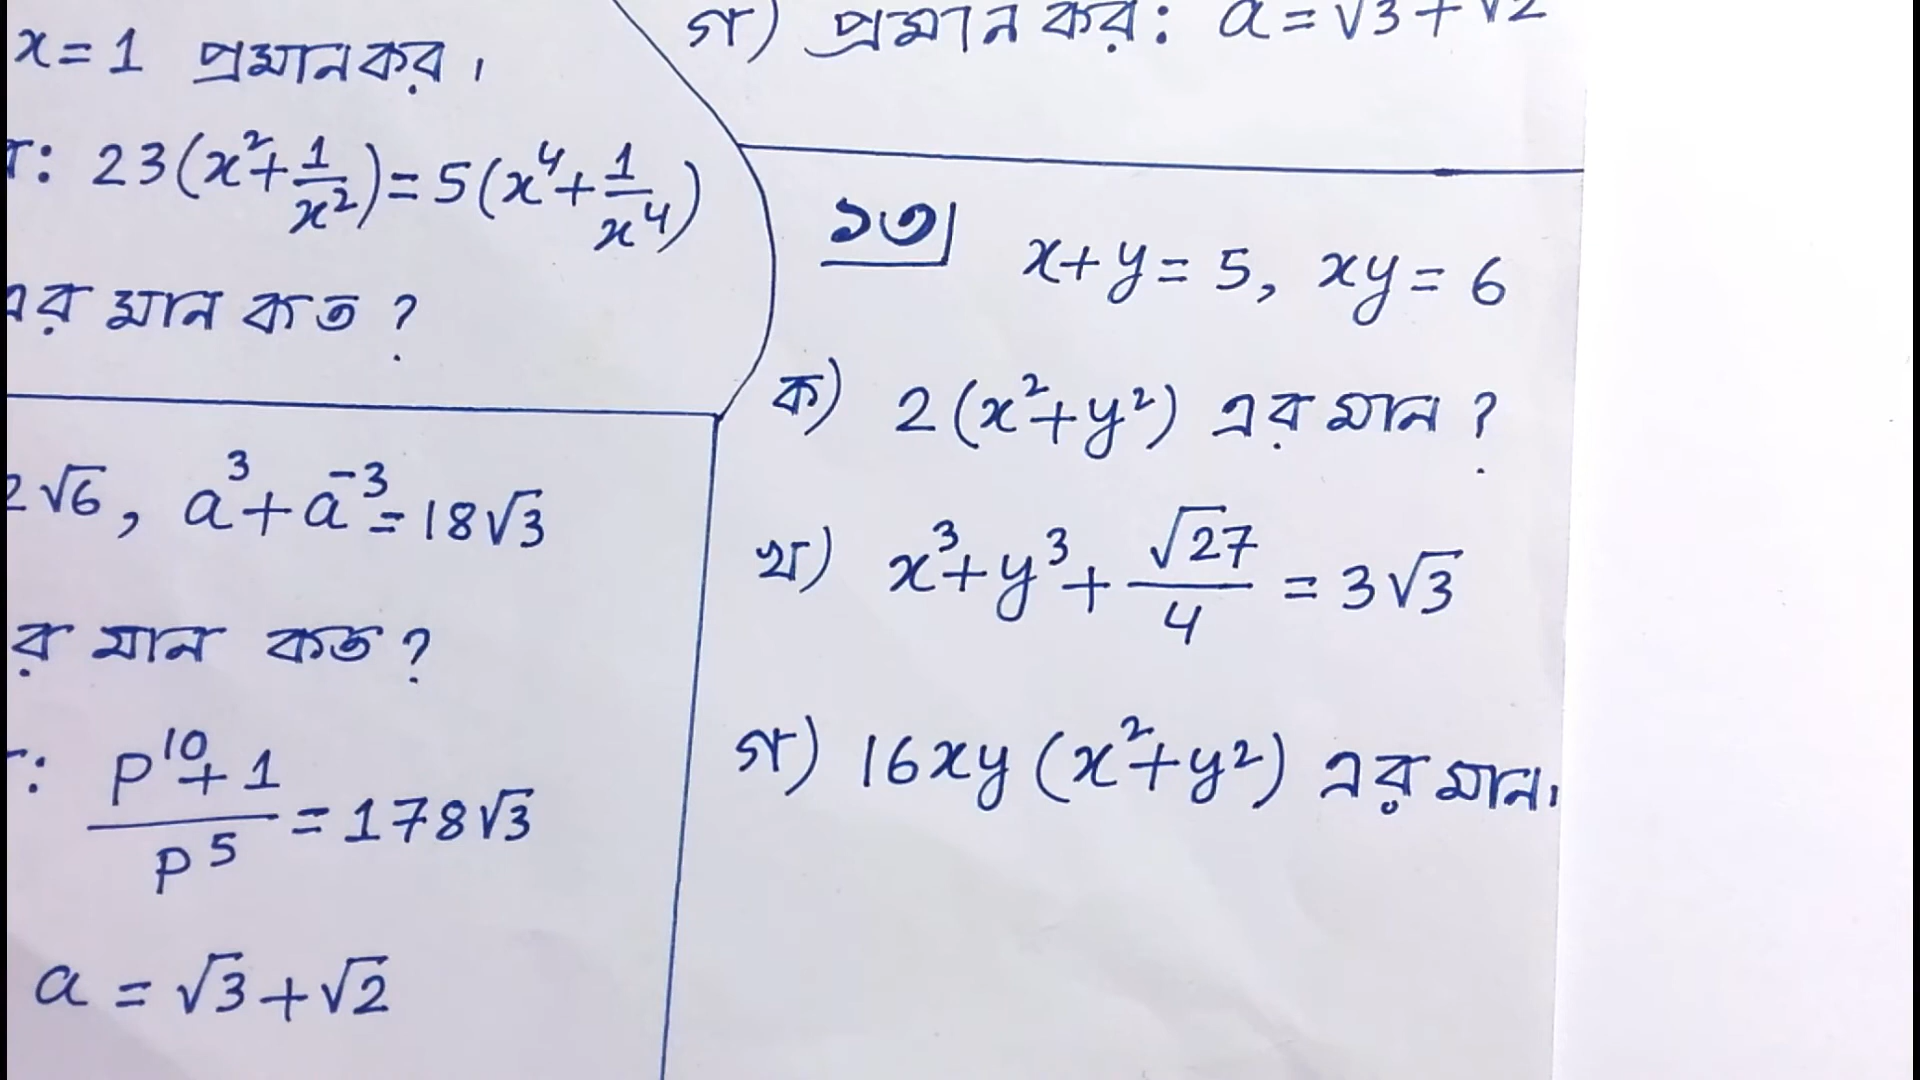 x=1 প্রমানকর।
: 23(x²+1/x²)=5(x⁴+1/x⁴)
এর মান কত ?
2√6, a³+a⁻³=18√3
র মান কত ?
: (p¹⁰+1)/p⁵=178√3
a = √3+√2
গ) প্রমান কর: a=√3+√2
১৩| x+y=5, xy=6
ক) 2(x²+y²) এর মান ?
খ) x³+y³+√27/4=3√3
গ) 16xy(x²+y²) এর মান।